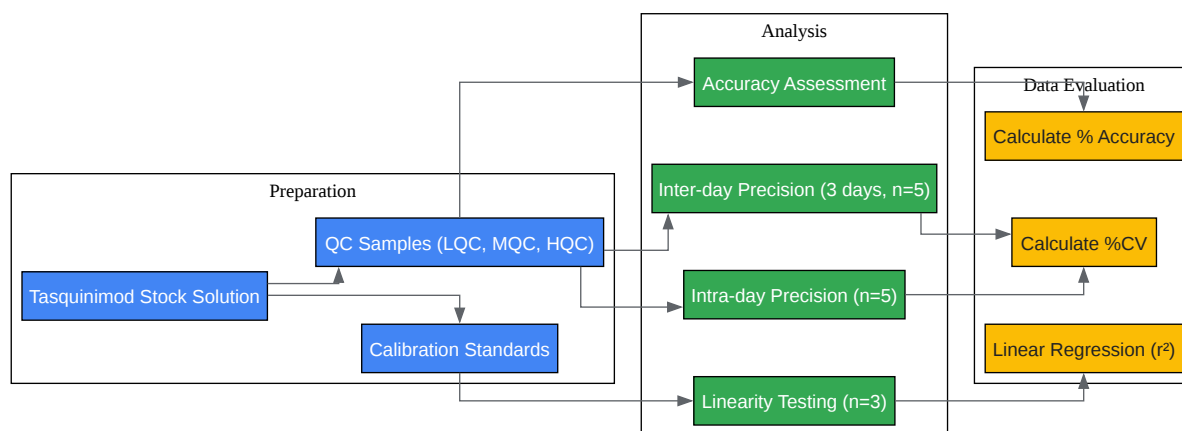 Analysis
Accuracy Assessment
Data Evaluation
Calculate % Accuracy
Preparation
Inter-day Precision (3 days, n=5)
QC Samples (LQC, MQC, HQC)
Calculate %CV
Tasquinimod Stock Solution
Intra-day Precision (n=5)
Calibration Standards
Linear Regression (r²)
Linearity Testing (n=3)